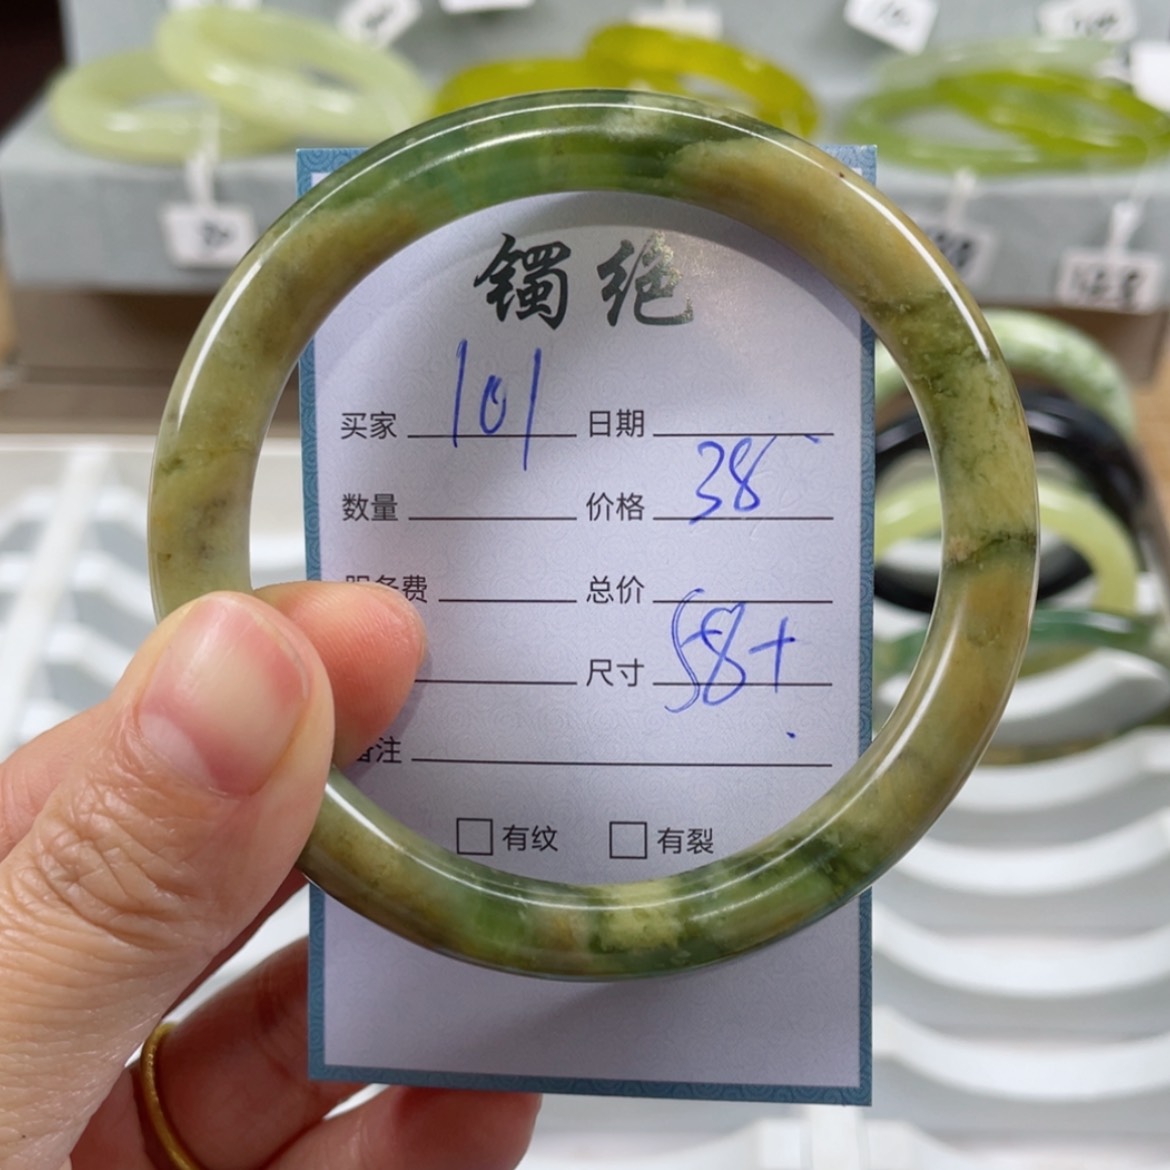 镯绝
买家 101 日期
数量 价格 38
服务费 总价
尺寸 58+
备注
有纹 有裂